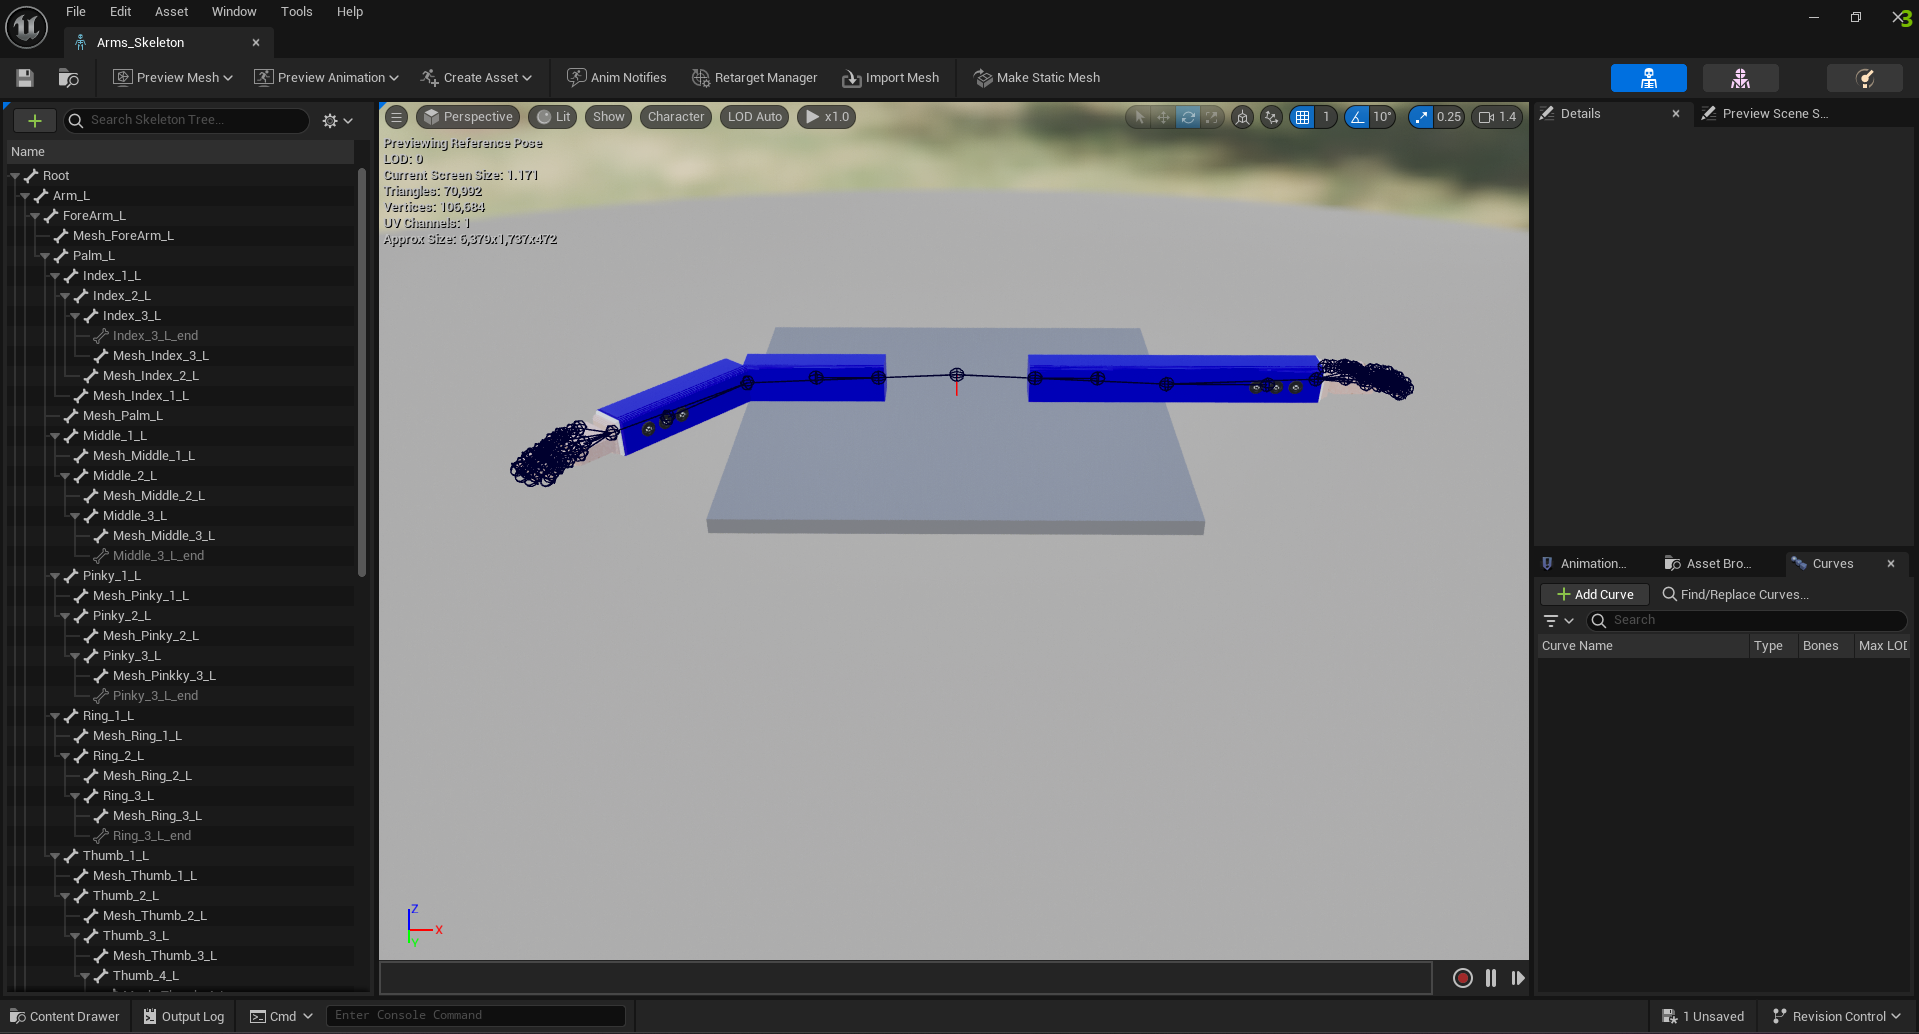 File Edit Asset Window Tools Help
3
Arms_Skeleton
Preview Mesh Preview Animation Create Asset Anim Notifies Retarget Manager Import Mesh Make Static Mesh
Search Skeleton Tree...
Name
Root
Arm_L
ForeArm_L
Mesh_ForeArm_L
Palm_L
Index_1_L
Index_2_L
Index_3_L
Index_3_L_end
Mesh_Index_3_L
Mesh_Index_2_L
Mesh_Index_1_L
Mesh_Palm_L
Middle_1_L
Mesh_Middle_1_L
Middle_2_L
Mesh_Middle_2_L
Middle_3_L
Mesh_Middle_3_L
Middle_3_L_end
Pinky_1_L
Mesh_Pinky_1_L
Pinky_2_L
Mesh_Pinky_2_L
Pinky_3_L
Mesh_Pinkky_3_L
Pinky_3_L_end
Ring_1_L
Mesh_Ring_1_L
Ring_2_L
Mesh_Ring_2_L
Ring_3_L
Mesh_Ring_3_L
Ring_3_L_end
Thumb_1_L
Mesh_Thumb_1_L
Thumb_2_L
Mesh_Thumb_2_L
Thumb_3_L
Mesh_Thumb_3_L
Thumb_4_L
Perspective Lit Show Character LOD Auto x1.0 1 10° 0.25 1.4
Previewing Reference Pose
LOD: 0
Current Screen Size: 1.171
Triangles: 70,992
Vertices: 106,684
UV Channels: 1
Approx Size: 6,379x1,737x472
Z
X
Y
Details Preview Scene S...
Animation... Asset Bro... Curves
Add Curve Find/Replace Curves...
Search
Curve Name Type Bones Max LOD
Content Drawer Output Log Cmd Enter Console Command 1 Unsaved Revision Control